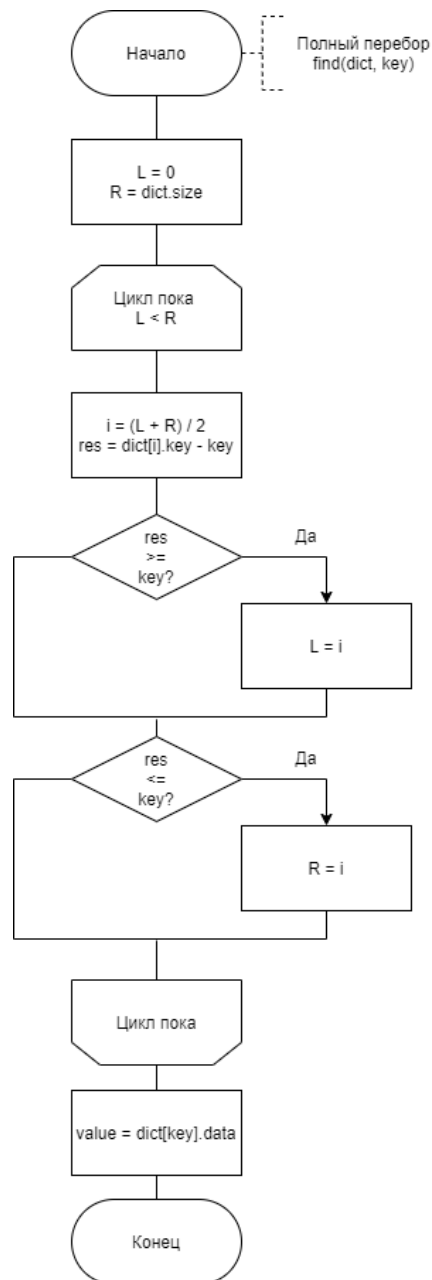 Начало
Полный перебор
find(dict, key)
L = 0
R = dict.size
Цикл пока
L < R
i = (L + R) / 2
res = dict[i].key - key
res
>=
key?
Да
L = i
res
<=
key?
Да
R = i
Цикл пока
value = dict[key].data
Конец